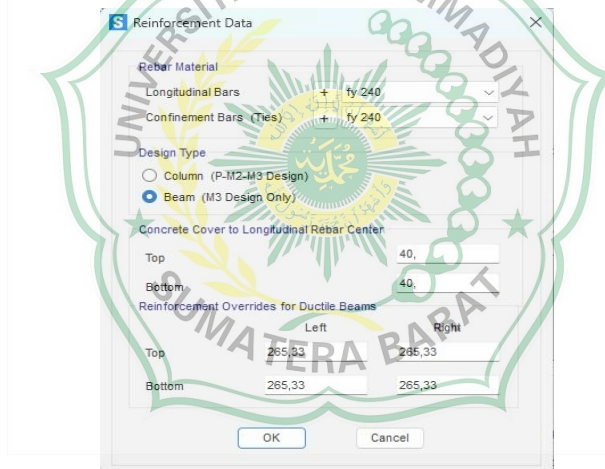 Reinforcement Data
Rebar Material
Longitudinal Bars + fy 240
Confinement Bars (Ties) + fy 240
Design Type
Column (P-M2-M3 Design)
Beam (M3 Design Only)
Concrete Cover to Longitudinal Rebar Center
Top 40,
Bottom 40,
Reinforcement Overrides for Ductile Beams
Left Right
Top 265,33 265,33
Bottom 265,33 265,33
OK Cancel
SUMATERA BARAT